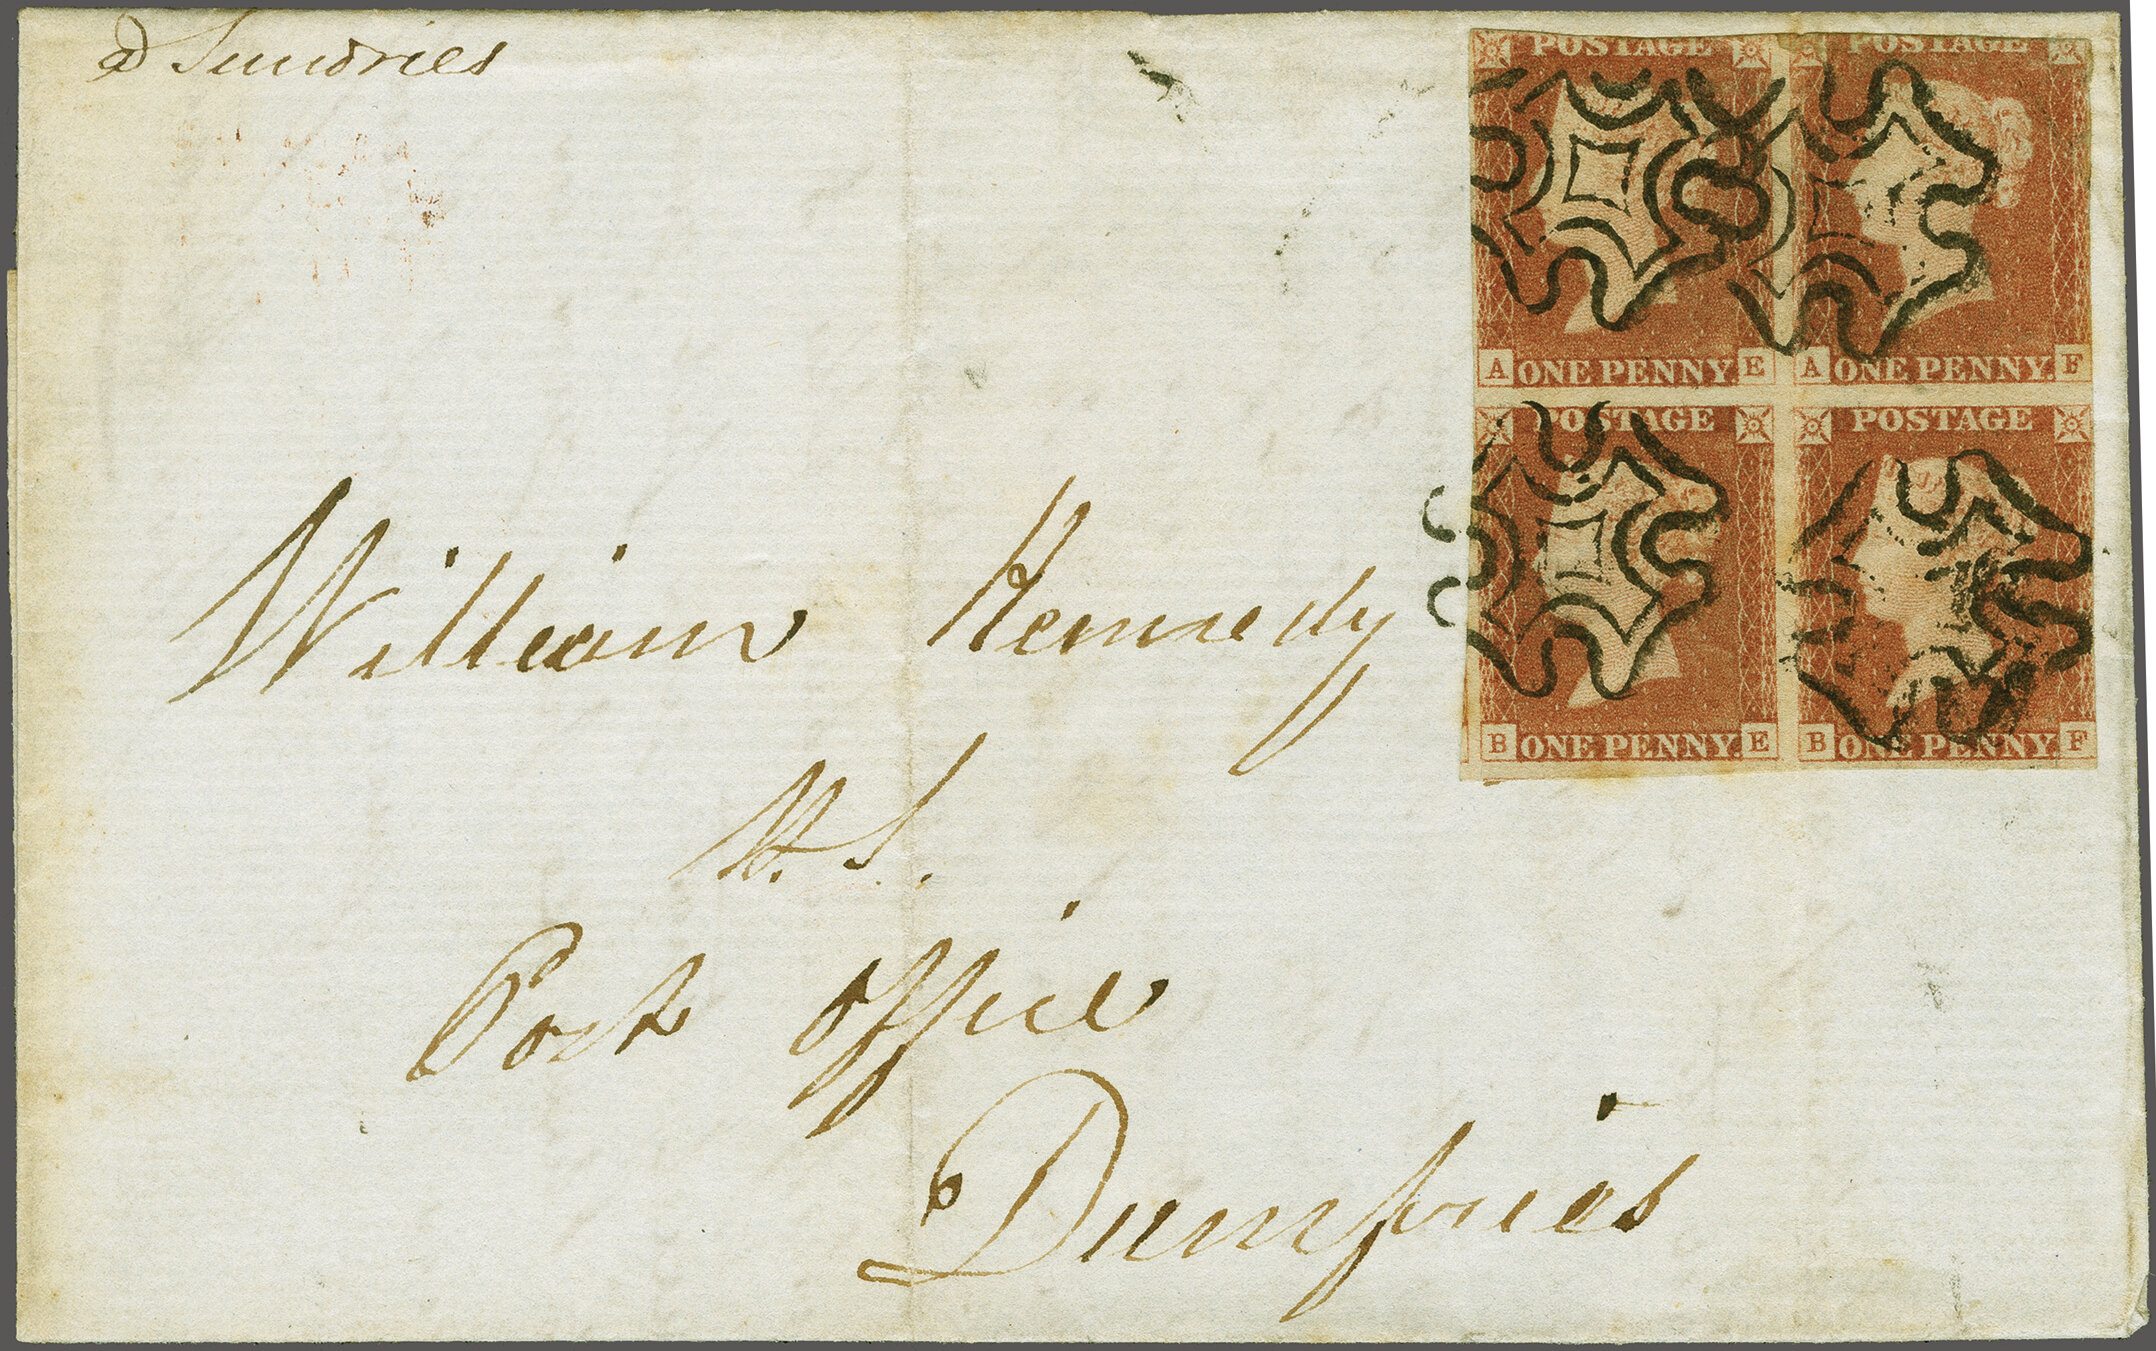 Sundries
POSTAGE POSTAGE
A ONE PENNY. E A ONE PENNY. F
POSTAGE POSTAGE
B ONE PENNY. E B ONE PENNY. F
William Kennedy
Post Office
Dumfries